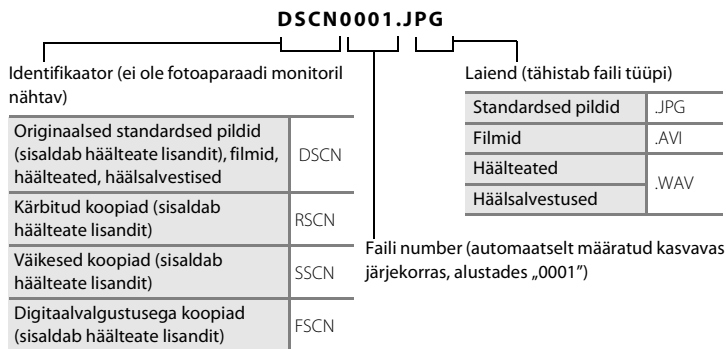 DSCN0001.JPG
Identifikaator (ei ole fotoaparaadi monitoril
nähtav)
Originaalsed standardsed pildid
(sisaldab häälteate lisandit), filmid,
häälteated, häälsalvestised
DSCN
Kärbitud koopiad (sisaldab
häälteate lisandit)
RSCN
Väikesed koopiad (sisaldab
häälteate lisandit)
SSCN
Digitaalvalgustusega koopiad
(sisaldab häälteate lisandit)
FSCN
Laiend (tähistab faili tüüpi)
Standardsed pildid .JPG
Filmid .AVI
Häälteated
.WAV
Häälsalvestused
Faili number (automaatselt määratud kasvavas
järjekorras, alustades „0001”)